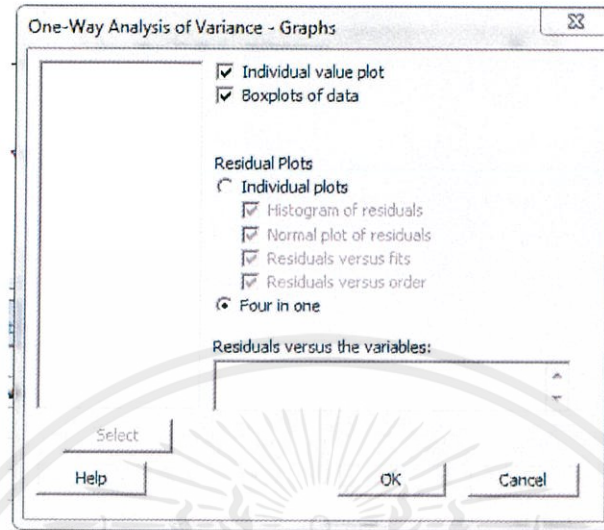 One-Way Analysis of Variance - Graphs
Individual value plot
Boxplots of data
Residual Plots
Individual plots
Histogram of residuals
Normal plot of residuals
Residuals versus fits
Residuals versus order
Four in one
Residuals versus the variables:
Select
Help
OK
Cancel